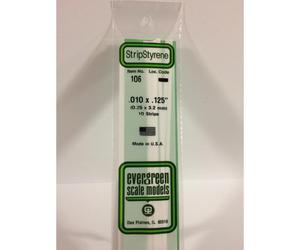 StripStyrene
Item No. Loc. Code
106
.010 x .125"
(0.25 x 3.2 mm)
10 Strips
Made in U.S.A.
evergreen
scale models
Des Plaines, IL 60018